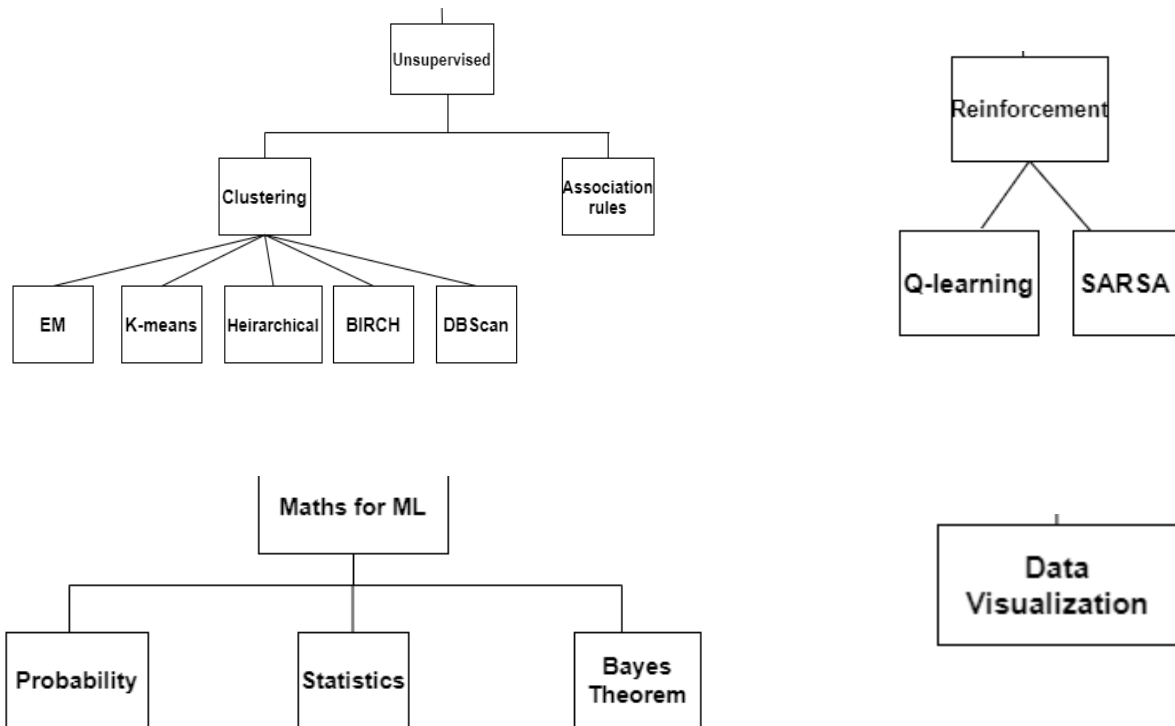 Unsupervised
Clustering
Association
rules
EM
K-means
Heirarchical
BIRCH
DBScan
Reinforcement
Q-learning
SARSA
Maths for ML
Probability
Statistics
Bayes
Theorem
Data
Visualization